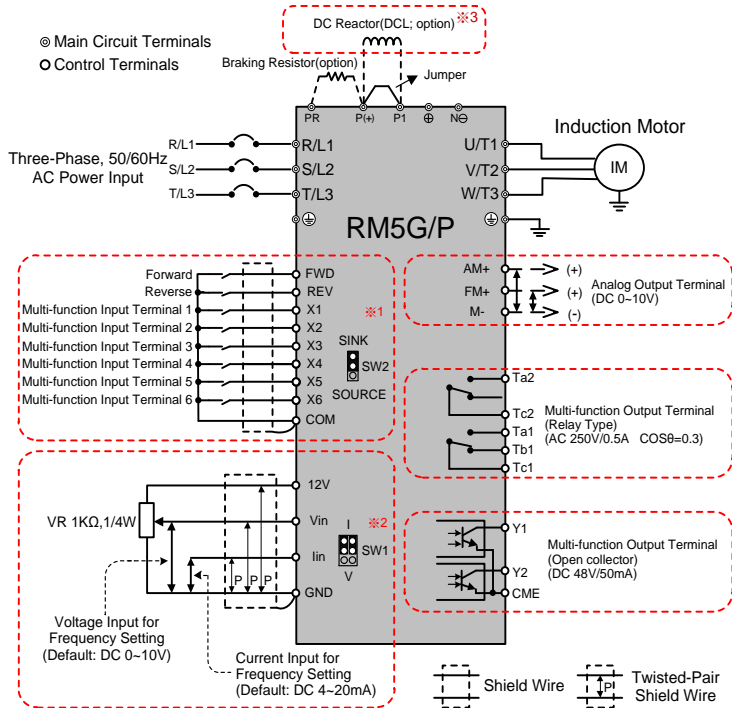 DC Reactor(DCL; option) ※3
◎ Main Circuit Terminals
O Control Terminals
Braking Resistor(option)
Jumper
PR P(+) P1 ⊕ N⊖
Induction Motor
Three-Phase, 50/60Hz
AC Power Input
R/L1 R/L1 U/T1
S/L2 S/L2 V/T2 IM
T/L3 T/L3 W/T3
RM5G/P
Forward FWD
Reverse REV
Multi-function Input Terminal 1 X1
Multi-function Input Terminal 2 X2
Multi-function Input Terminal 3 X3
Multi-function Input Terminal 4 X4
Multi-function Input Terminal 5 X5
Multi-function Input Terminal 6 X6
COM
※1
SINK
SW2
SOURCE
AM+ (+)
FM+ (+)
M- (-)
Analog Output Terminal
(DC 0~10V)
Ta2
Tc2
Ta1
Tb1
Tc1
Multi-function Output Terminal
(Relay Type)
(AC 250V/0.5A COSθ=0.3)
12V
Vin
Iin
GND
VR 1KΩ,1/4W
P P P
I ※2
SW1
V
Y1
Y2
CME
Multi-function Output Terminal
(Open collector)
(DC 48V/50mA)
Voltage Input for
Frequency Setting
(Default: DC 0~10V)
Current Input for
Frequency Setting
(Default: DC 4~20mA)
Shield Wire
P
Twisted-Pair
Shield Wire